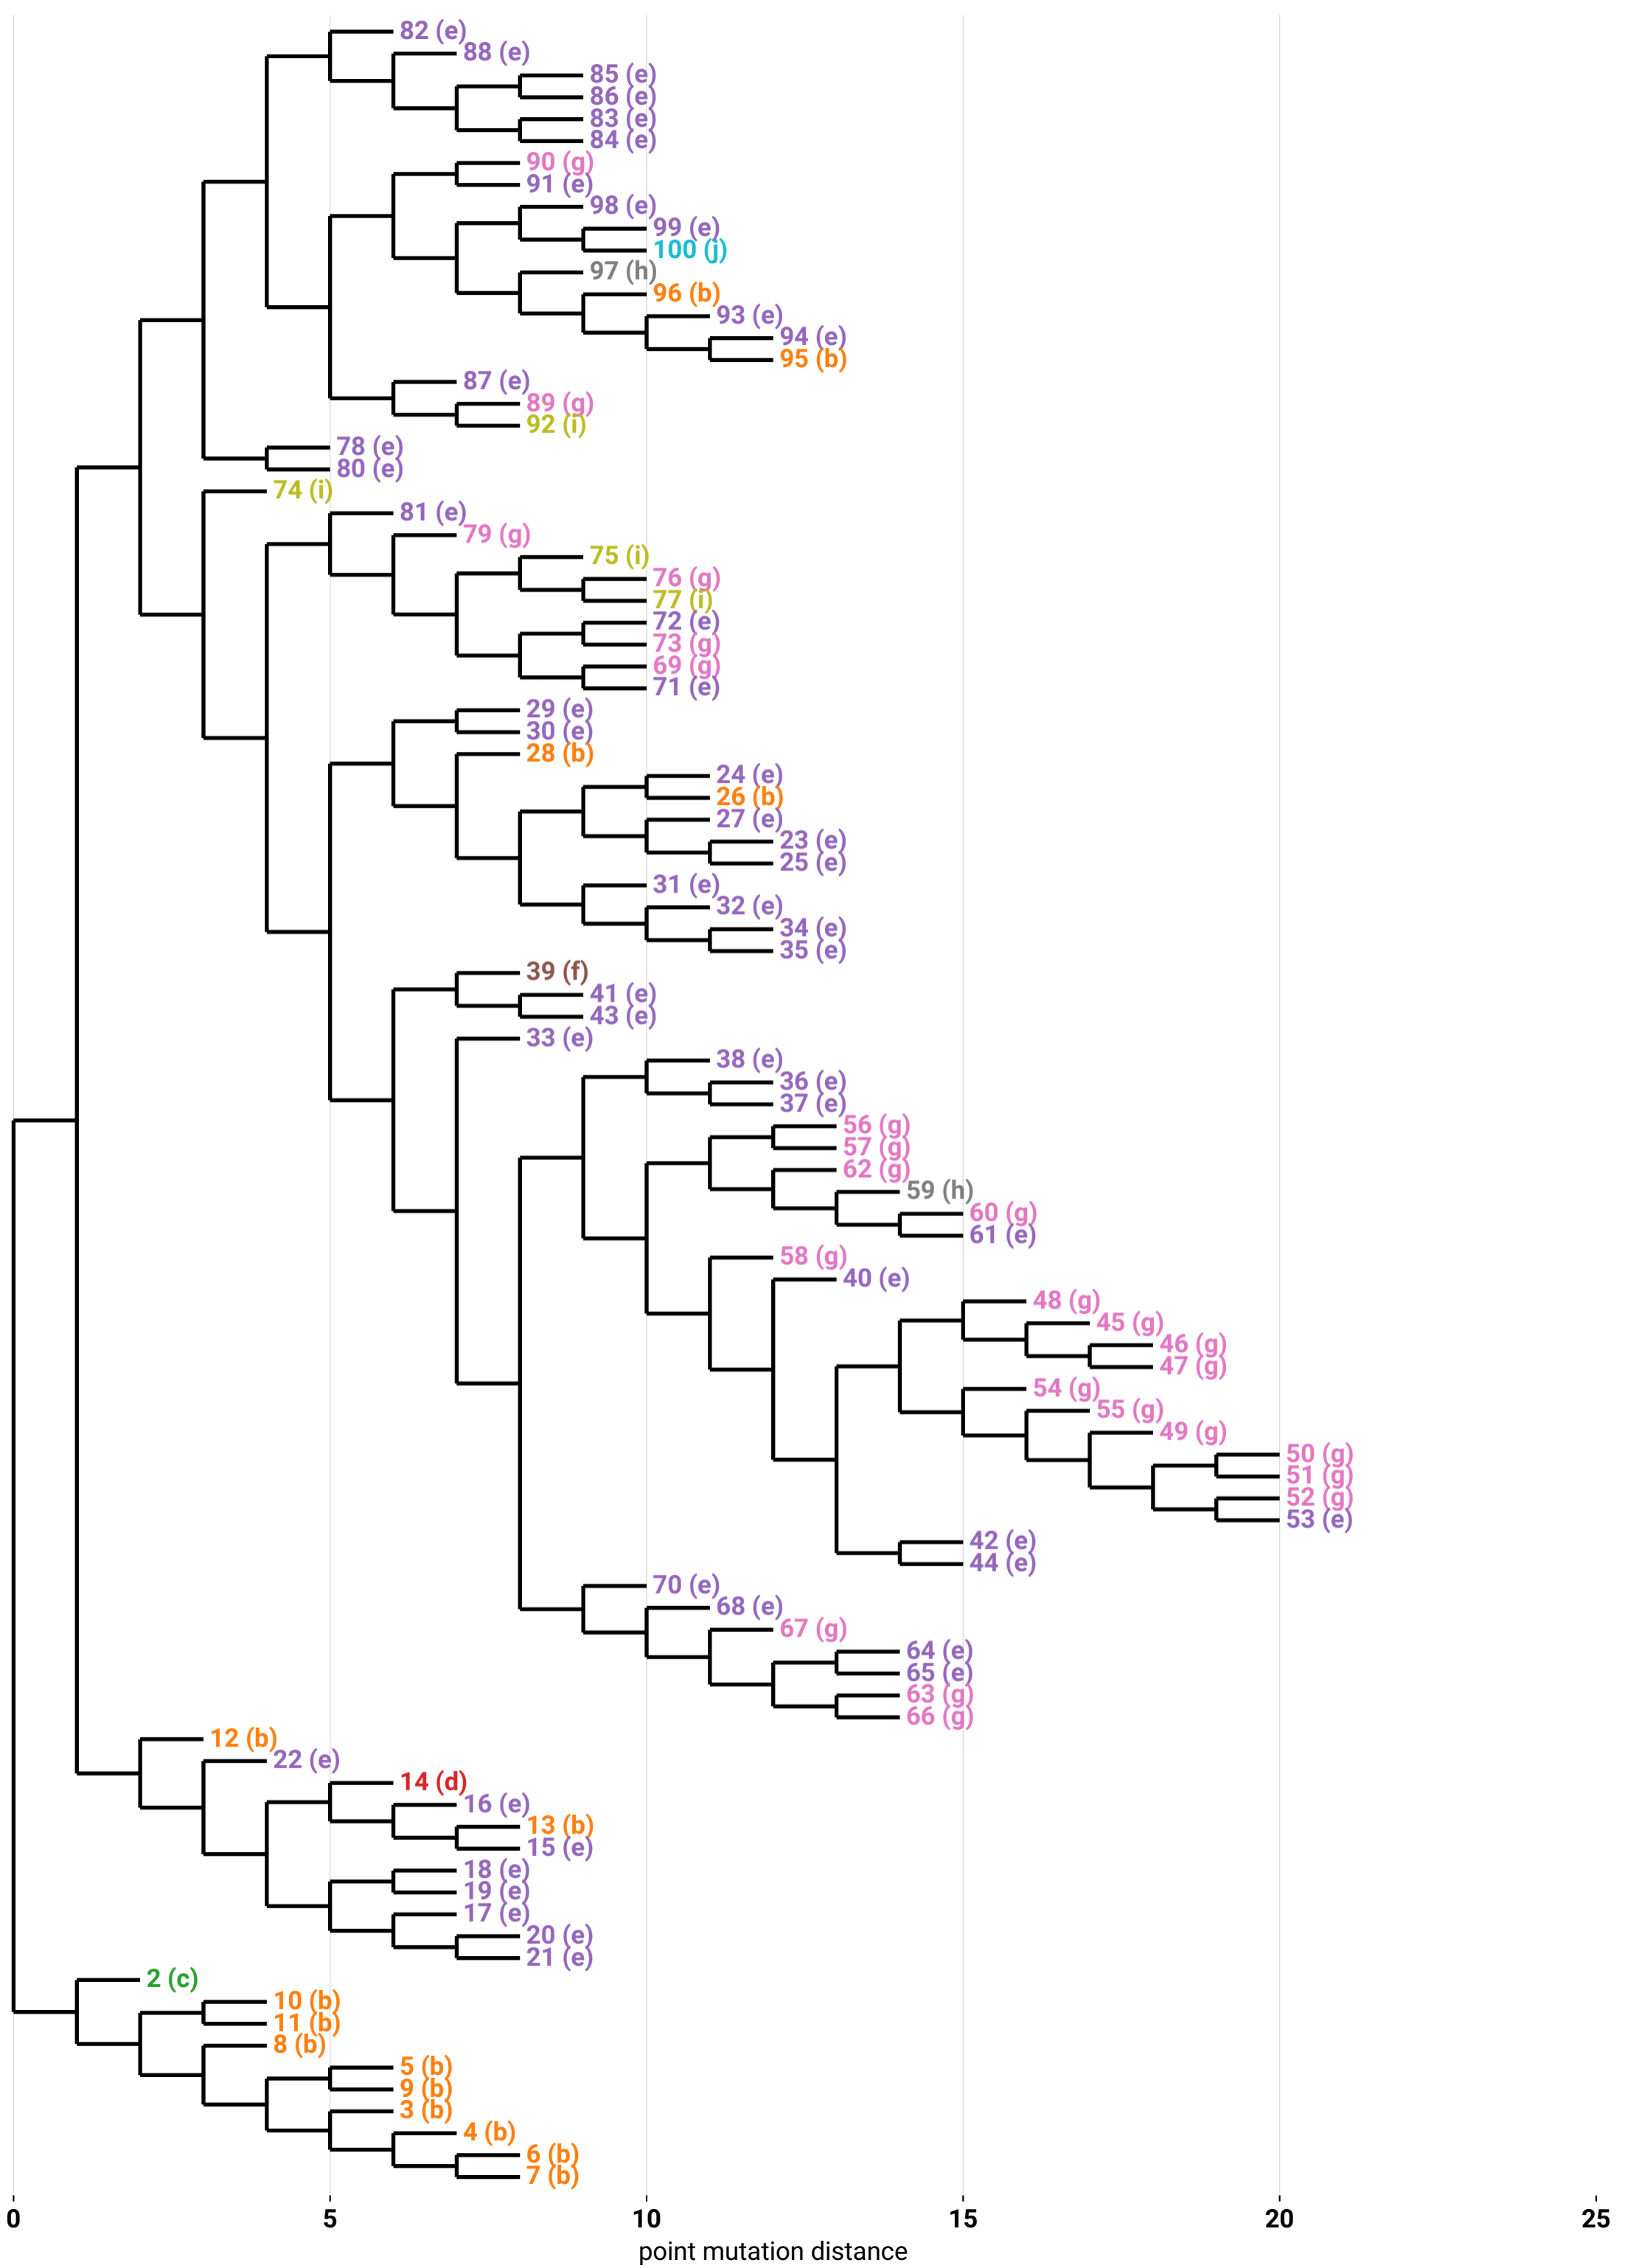 82 (e)
88 (e)
85 (e)
86 (e)
83 (e)
84 (e)
90 (g)
91 (e)
98 (e)
99 (e)
100 (j)
97 (h)
96 (b)
93 (e)
94 (e)
95 (b)
87 (e)
89 (g)
92 (i)
78 (e)
80 (e)
74 (i)
81 (e)
79 (g)
75 (i)
76 (g)
77 (i)
72 (e)
73 (g)
69 (g)
71 (e)
29 (e)
30 (e)
28 (b)
24 (e)
26 (b)
27 (e)
23 (e)
25 (e)
31 (e)
32 (e)
34 (e)
35 (e)
39 (f)
41 (e)
43 (e)
33 (e)
38 (e)
36 (e)
37 (e)
56 (g)
57 (g)
62 (g)
59 (h)
60 (g)
61 (e)
58 (g)
40 (e)
48 (g)
45 (g)
46 (g)
47 (g)
54 (g)
55 (g)
49 (g)
50 (g)
51 (g)
52 (g)
53 (e)
42 (e)
44 (e)
70 (e)
68 (e)
67 (g)
64 (e)
65 (e)
63 (g)
66 (g)
12 (b)
22 (e)
14 (d)
16 (e)
13 (b)
15 (e)
18 (e)
19 (e)
17 (e)
20 (e)
21 (e)
2 (c)
10 (b)
11 (b)
8 (b)
5 (b)
9 (b)
3 (b)
4 (b)
6 (b)
7 (b)
0 5 10 15 20 25
point mutation distance